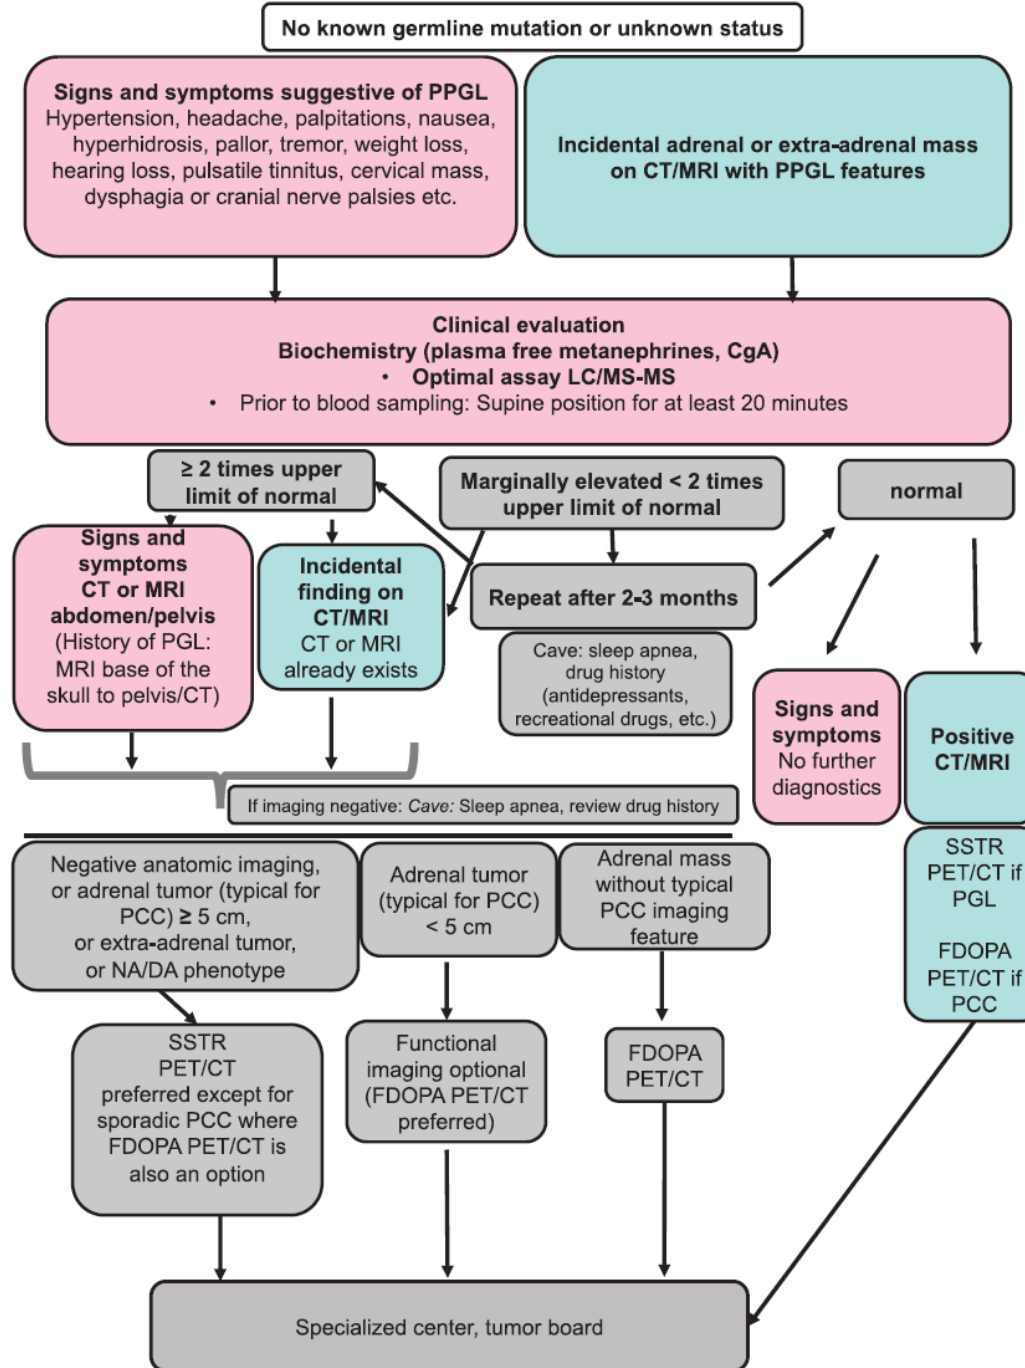 No known germline mutation or unknown status
Signs and symptoms suggestive of PPGL
Hypertension, headache, palpitations, nausea,
hyperhidrosis, pallor, tremor, weight loss,
hearing loss, pulsatile tinnitus, cervical mass,
dysphagia or cranial nerve palsies etc.
Incidental adrenal or extra-adrenal mass
on CT/MRI with PPGL features
Clinical evaluation
Biochemistry (plasma free metanephrines, CgA)
• Optimal assay LC/MS-MS
• Prior to blood sampling: Supine position for at least 20 minutes
≥ 2 times upper
limit of normal
Marginally elevated < 2 times
upper limit of normal
normal
Signs and
symptoms
CT or MRI
abdomen/pelvis
(History of PGL:
MRI base of the
skull to pelvis/CT)
Incidental
finding on
CT/MRI
CT or MRI
already exists
Repeat after 2-3 months
Cave: sleep apnea,
drug history
(antidepressants,
recreational drugs, etc.)
Signs and
symptoms
No further
diagnostics
Positive
CT/MRI
If imaging negative: Cave: Sleep apnea, review drug history
Negative anatomic imaging,
or adrenal tumor (typical for
PCC) ≥ 5 cm,
or extra-adrenal tumor,
or NA/DA phenotype
Adrenal tumor
(typical for PCC)
< 5 cm
Adrenal mass
without typical
PCC imaging
feature
SSTR
PET/CT if
PGL
FDOPA
PET/CT if
PCC
SSTR
PET/CT
preferred except for
sporadic PCC where
FDOPA PET/CT is
also an option
Functional
imaging optional
(FDOPA PET/CT
preferred)
FDOPA
PET/CT
Specialized center, tumor board